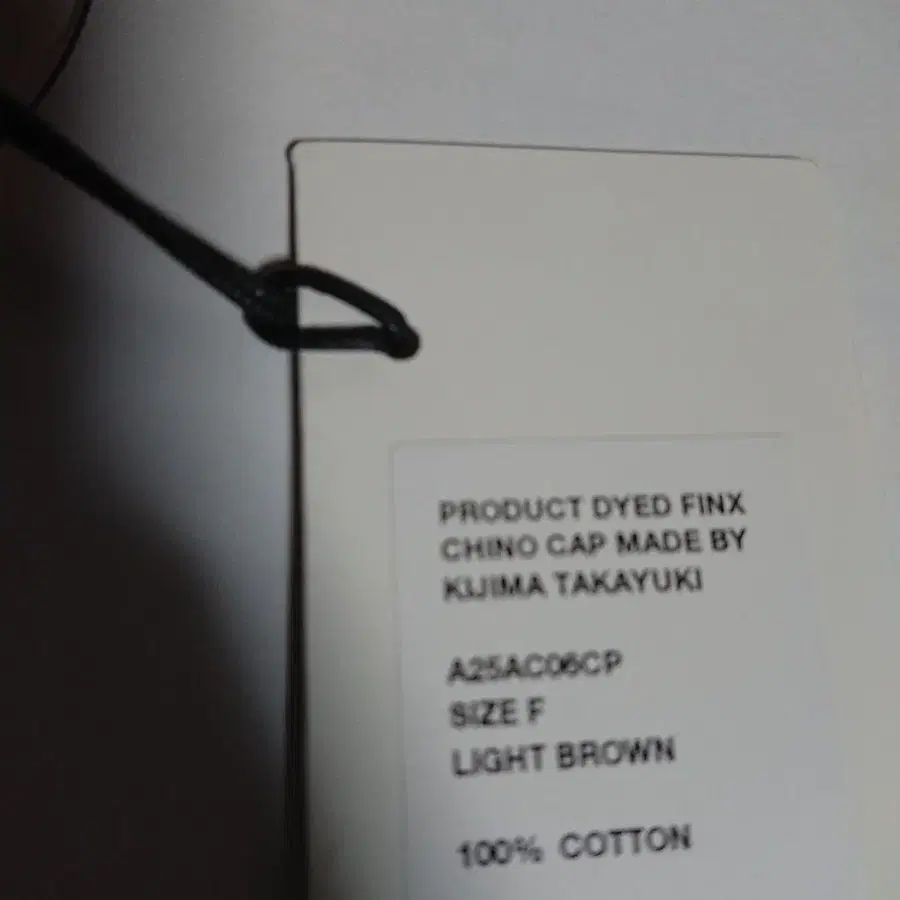 PRODUCT DYED FINX
CHINO CAP MADE BY
KIJIMA TAKAYUKI
A25AC06CP
SIZE F
LIGHT BROWN
100% COTTON